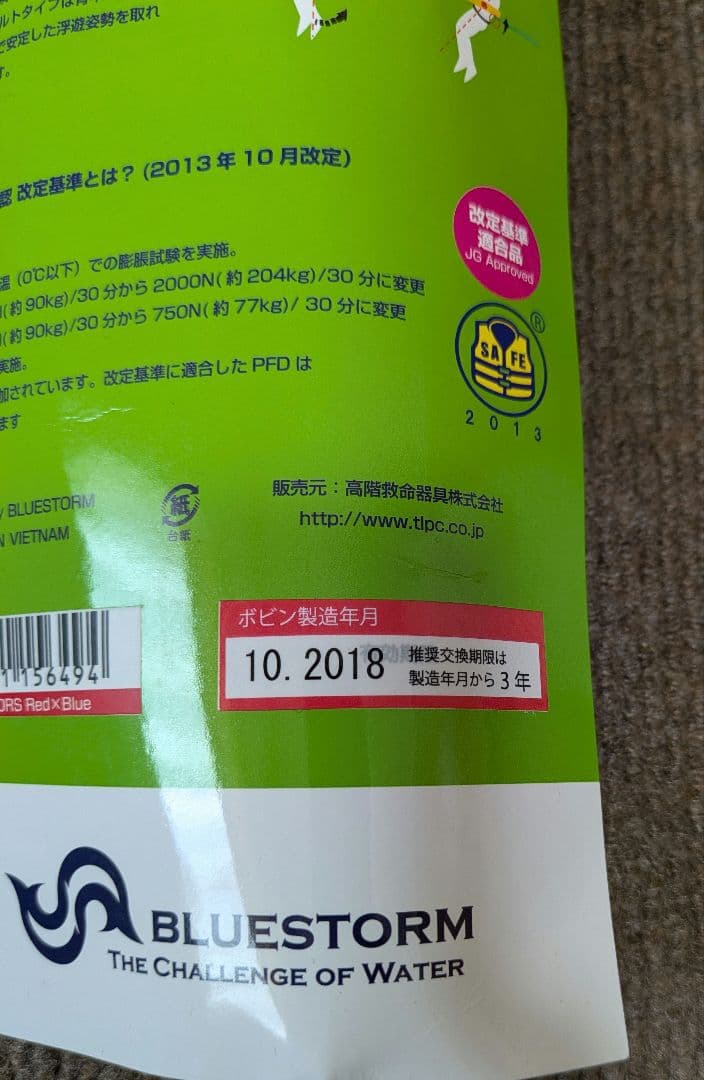 ルトタイプは背
で安定した浮遊姿勢を取れ
す。
認 改定基準とは？(2013年10月改定)
改定基準
適合品
JG Approved
温（0℃以下）での膨脹試験を実施。
(約90kg)/30分から2000N(約204kg)/30分に変更
(約90kg)/30分から750N(約77kg)/ 30分に変更
実施。
加されています。改定基準に適合したPFDは
ます
®
SAFE
2013
y BLUESTORM
N VIETNAM
紙
台紙
販売元：高階救命器具株式会社
http://www.tlpc.co.jp
1 156494
ORS Red×Blue
ボビン製造年月
10. 2018
推奨交換期限は
製造年月から3年
BLUESTORM
THE CHALLENGE OF WATER